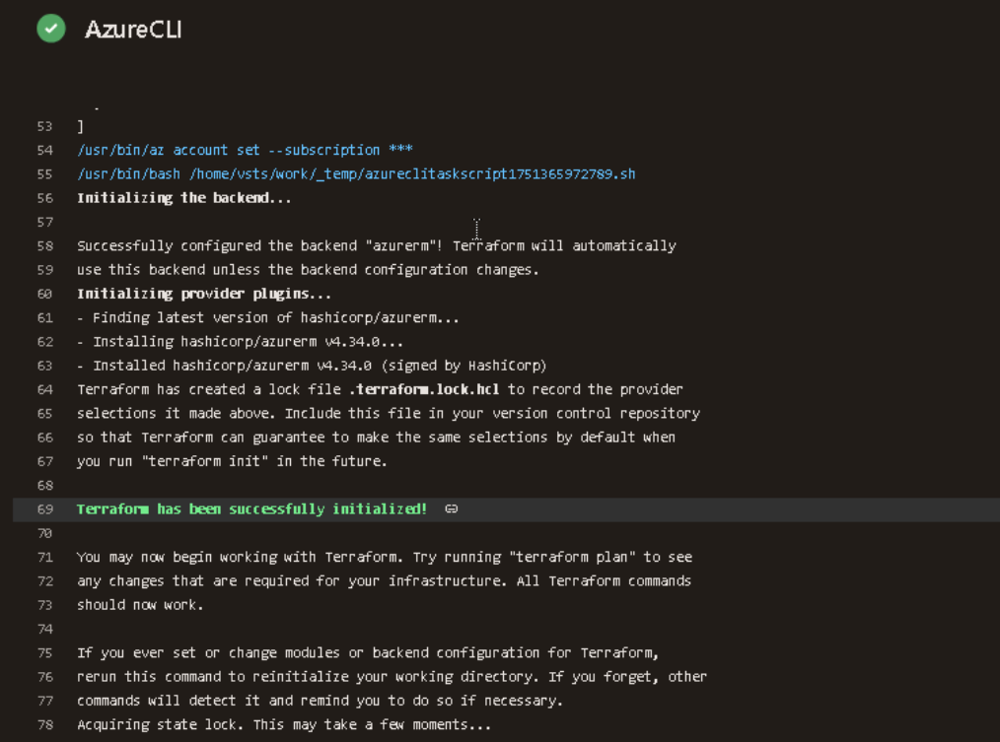 AzureCLI
53 ]
54 /usr/bin/az account set --subscription ***
55 /usr/bin/bash /home/vsts/work/_temp/azureclitaskscript1751365972789.sh
56 Initializing the backend...
57
58 Successfully configured the backend "azurerm"! Terraform will automatically
59 use this backend unless the backend configuration changes.
60 Initializing provider plugins...
61 - Finding latest version of hashicorp/azurerm...
62 - Installing hashicorp/azurerm v4.34.0...
63 - Installed hashicorp/azurerm v4.34.0 (signed by HashiCorp)
64 Terraform has created a lock file .terraform.lock.hcl to record the provider
65 selections it made above. Include this file in your version control repository
66 so that Terraform can guarantee to make the same selections by default when
67 you run "terraform init" in the future.
68
69 Terraform has been successfully initialized!
70
71 You may now begin working with Terraform. Try running "terraform plan" to see
72 any changes that are required for your infrastructure. All Terraform commands
73 should now work.
74
75 If you ever set or change modules or backend configuration for Terraform,
76 rerun this command to reinitialize your working directory. If you forget, other
77 commands will detect it and remind you to do so if necessary.
78 Acquiring state lock. This may take a few moments...